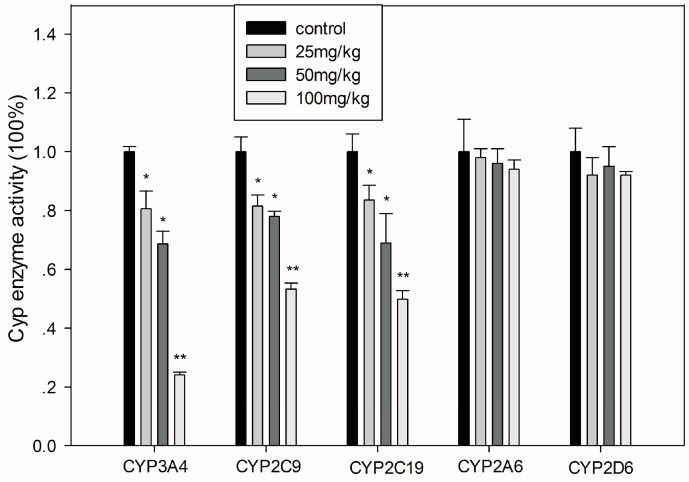 control
25mg/kg
50mg/kg
100mg/kg
Cyp enzyme activity (100%)
1.4
1.2
1.0
.8
.6
.4
.2
0.0
* * **
* * **
* * **
CYP3A4 CYP2C9 CYP2C19 CYP2A6 CYP2D6